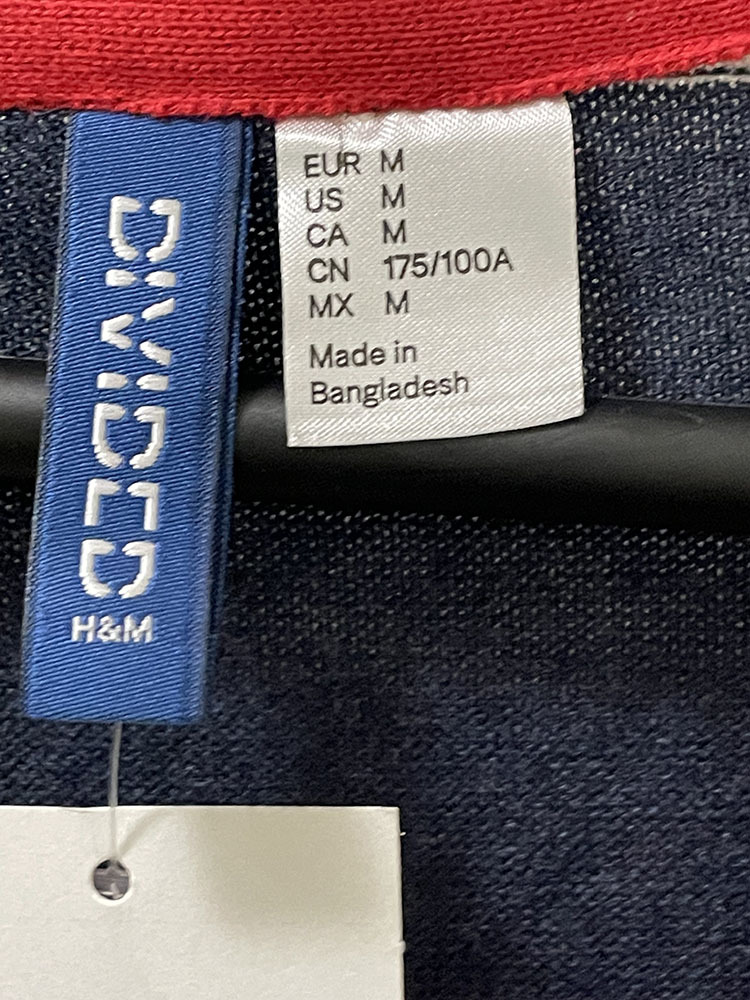 DIVIDED
H&M
EUR M
US M
CA M
CN 175/100A
MX M
Made in
Bangladesh